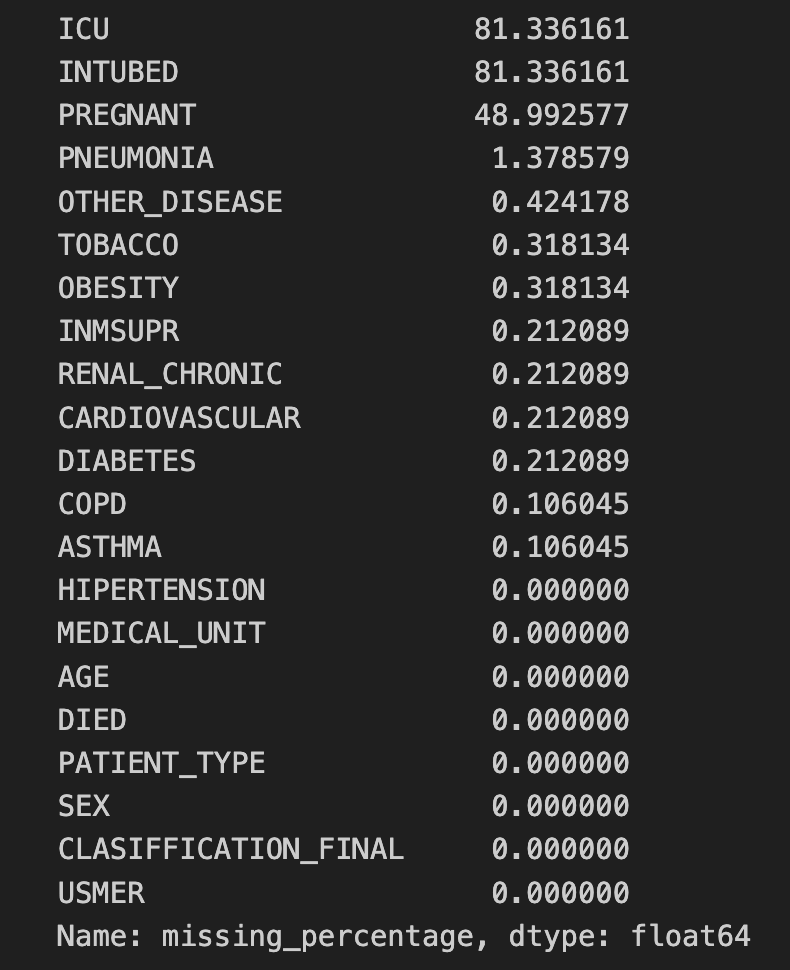 ICU 81.336161
INTUBED 81.336161
PREGNANT 48.992577
PNEUMONIA 1.378579
OTHER_DISEASE 0.424178
TOBACCO 0.318134
OBESITY 0.318134
INMSUPR 0.212089
RENAL_CHRONIC 0.212089
CARDIOVASCULAR 0.212089
DIABETES 0.212089
COPD 0.106045
ASTHMA 0.106045
HIPERTENSION 0.000000
MEDICAL_UNIT 0.000000
AGE 0.000000
DIED 0.000000
PATIENT_TYPE 0.000000
SEX 0.000000
CLASIFFICATION_FINAL 0.000000
USMER 0.000000
Name: missing_percentage, dtype: float64